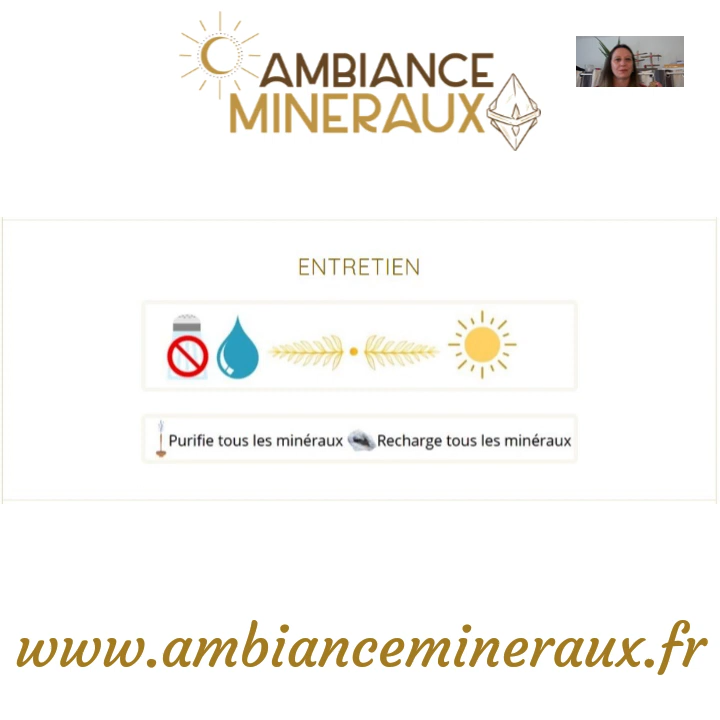 AMBIANCE
MINERAUX
ENTRETIEN
Purifie tous les minéraux Recharge tous les minéraux
www.ambiancemineraux.fr